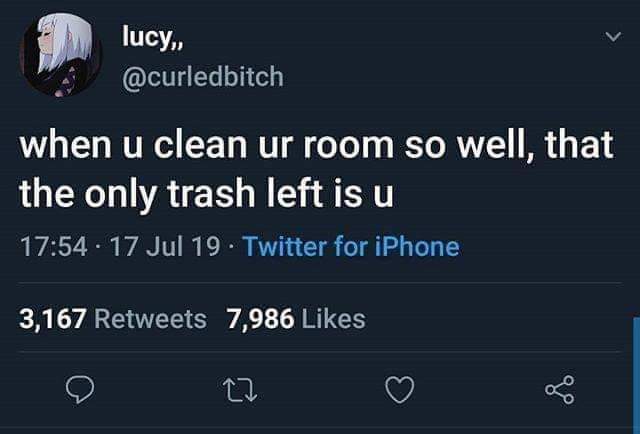 lucy,,
@curledbitch
when u clean ur room so well, that
the only trash left is u
17:54 · 17 Jul 19 · Twitter for iPhone
3,167 Retweets 7,986 Likes